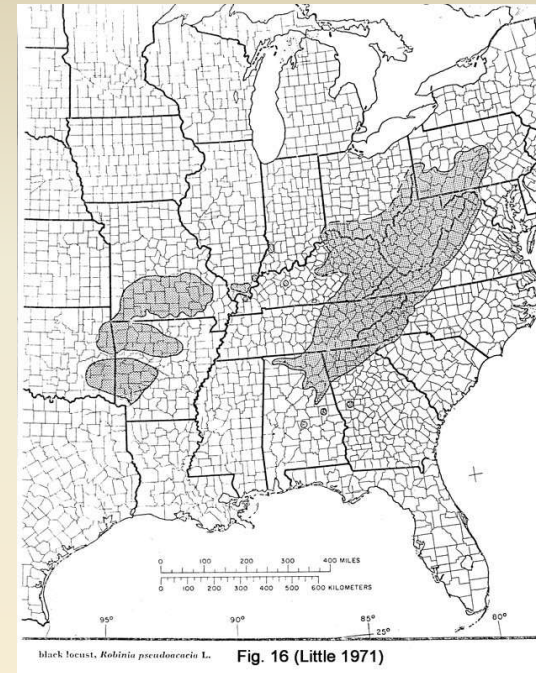 0 100 200 300 400 MILES
0 100 200 300 400 500 600 KILOMETERS
95° 90° 85° 80°
25°
black locust, Robinia pseudoacacia L. Fig. 16 (Little 1971)